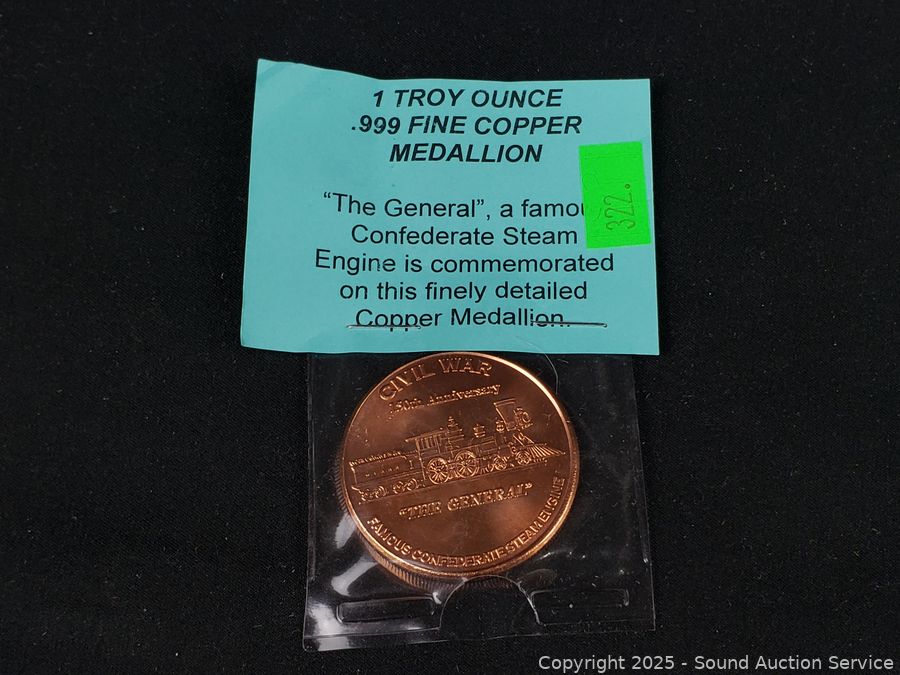 1 TROY OUNCE
.999 FINE COPPER
MEDALLION
“The General”, a famou
Confederate Steam
Engine is commemorated
on this finely detailed
Copper Medallion.
322.
CIVIL WAR
150th Anniversary
"THE GENERAL"
FAMOUS CONFEDERATE STEAM ENGINE
Copyright 2025 - Sound Auction Service